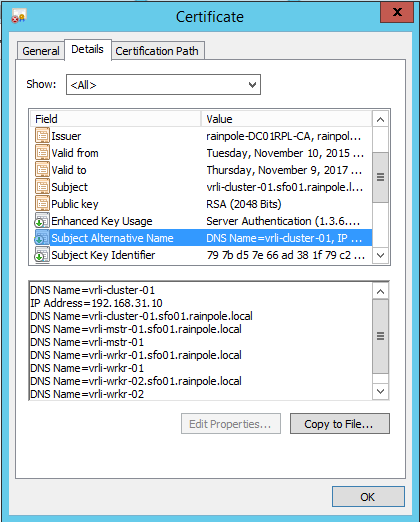 Certificate
General Details Certification Path
Show: <All>
Field Value
Issuer rainpole-DC01RPL-CA, rainpol...
Valid from Tuesday, November 10, 2015 ...
Valid to Thursday, November 9, 2017 ...
Subject vrli-cluster-01.sfo01.rainpole.l...
Public key RSA (2048 Bits)
Enhanced Key Usage Server Authentication (1.3.6....
Subject Alternative Name DNS Name=vrli-cluster-01, IP ...
Subject Key Identifier 79 7b d5 7e 66 ad 38 1f 79 c2 ...
DNS Name=vrli-cluster-01
IP Address=192.168.31.10
DNS Name=vrli-cluster-01.sfo01.rainpole.local
DNS Name=vrli-mstr-01.sfo01.rainpole.local
DNS Name=vrli-mstr-01
DNS Name=vrli-wrkr-01.sfo01.rainpole.local
DNS Name=vrli-wrkr-01
DNS Name=vrli-wrkr-02.sfo01.rainpole.local
DNS Name=vrli-wrkr-02
Edit Properties... Copy to File...
OK